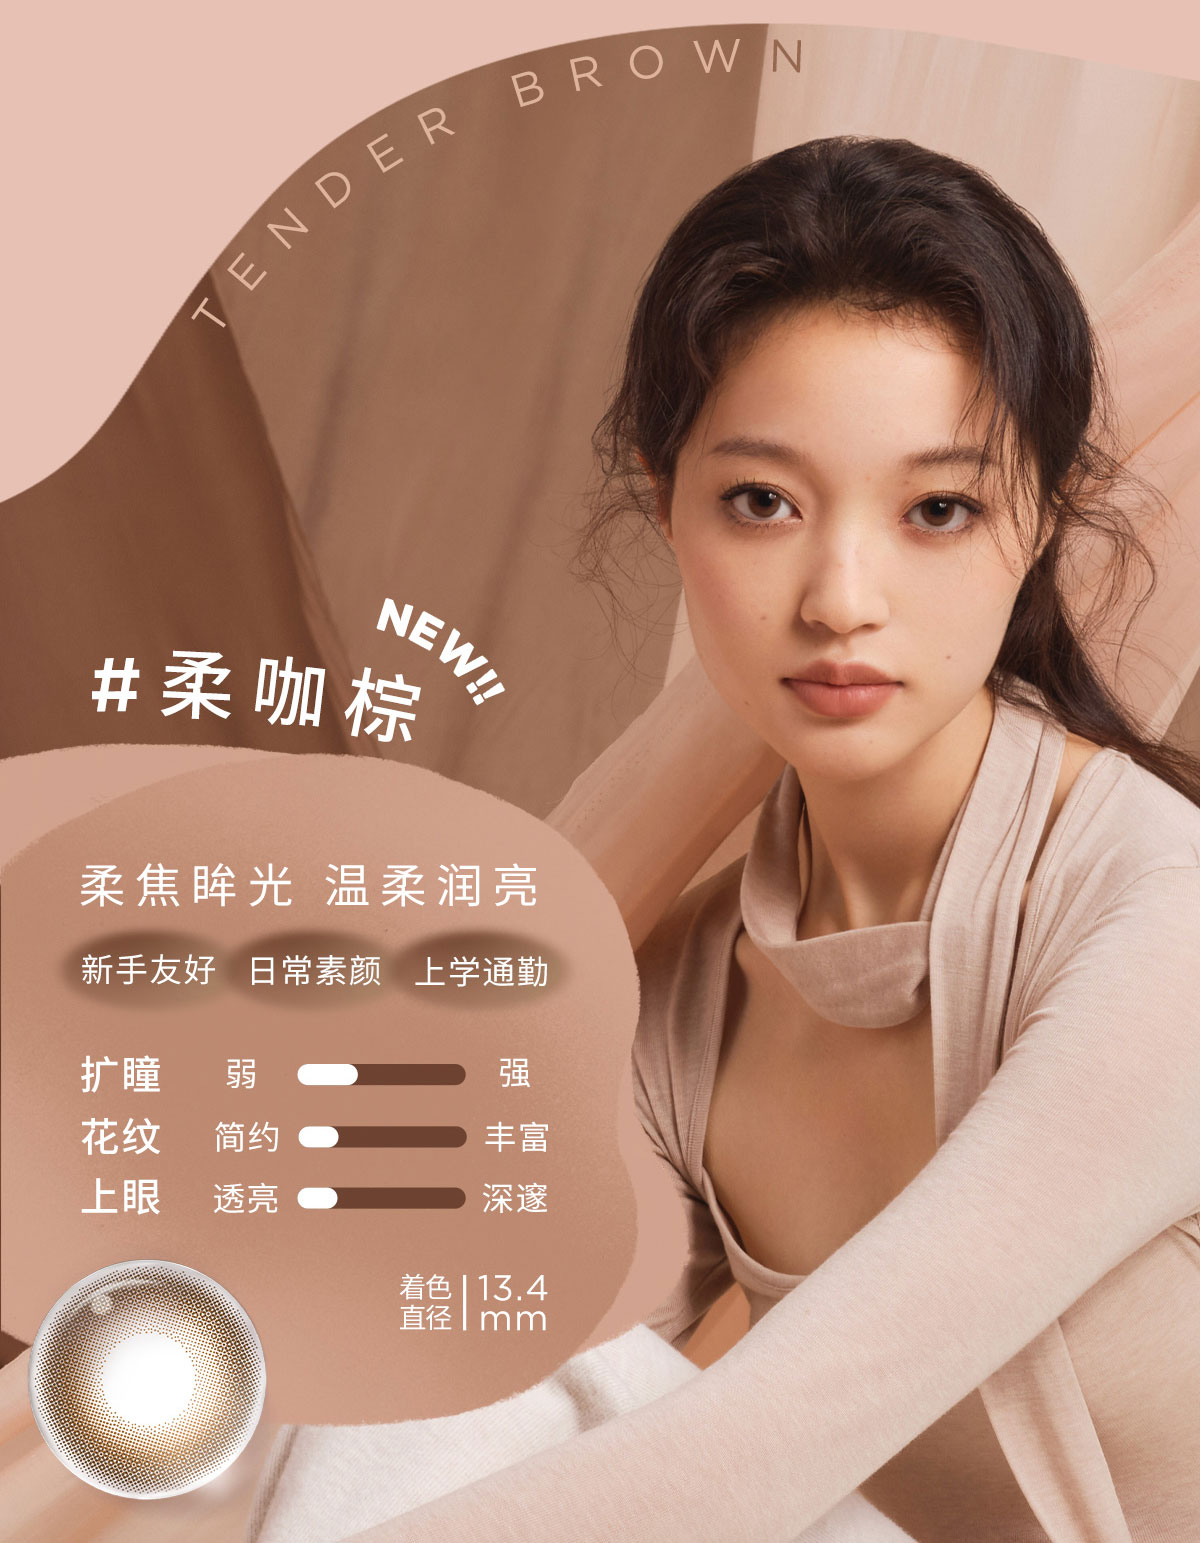 TENDER BROWN
NEW!!
#柔咖棕
柔焦眸光 温柔润亮
新手友好 日常素颜 上学通勤
扩瞳 弱 强
花纹 简约 丰富
上眼 透亮 深邃
着色 13.4
直径 mm